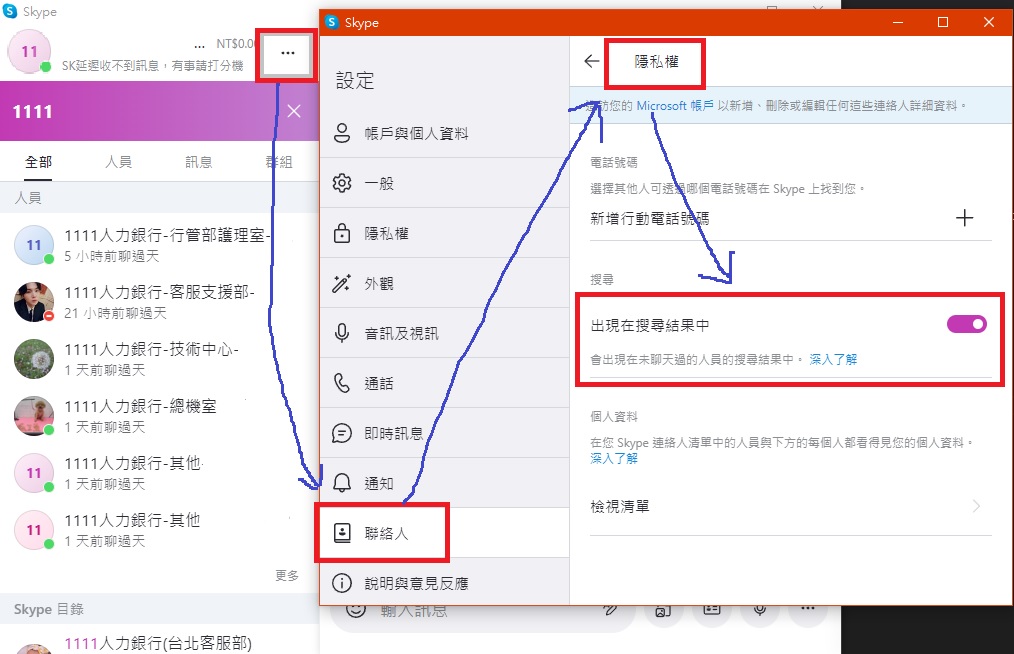 Skype
11
... NT$0.0
SK延遲收不到訊息，有事請打分機
1111
全部 人員 訊息 群組
人員
11
1111人力銀行-行管部護理室-
5 小時前聊過天
1111人力銀行-客服支援部-
21 小時前聊過天
1111人力銀行-技術中心-
1 天前聊過天
1111人力銀行-總機室
1 天前聊過天
11
1111人力銀行-其他
1 天前聊過天
11
1111人力銀行-其他
1 天前聊過天
更多
Skype 目錄
1111人力銀行(台北客服部)
Skype
設定
帳戶與個人資料
一般
隱私權
外觀
音訊及視訊
通話
即時訊息
通知
聯絡人
說明與意見反應
隱私權
訪您的 Microsoft 帳戶 以新增、刪除或編輯任何這些連絡人詳細資料。
電話號碼
選擇其他人可透過哪個電話號碼在 Skype 上找到您。
新增行動電話號碼
搜尋
出現在搜尋結果中
會出現在未聊天過的人員的搜尋結果中。 深入了解
個人資料
在您 Skype 連絡人清單中的人員與下方的每個人都看得見您的個人資料。
深入了解
檢視清單
輸入訊息